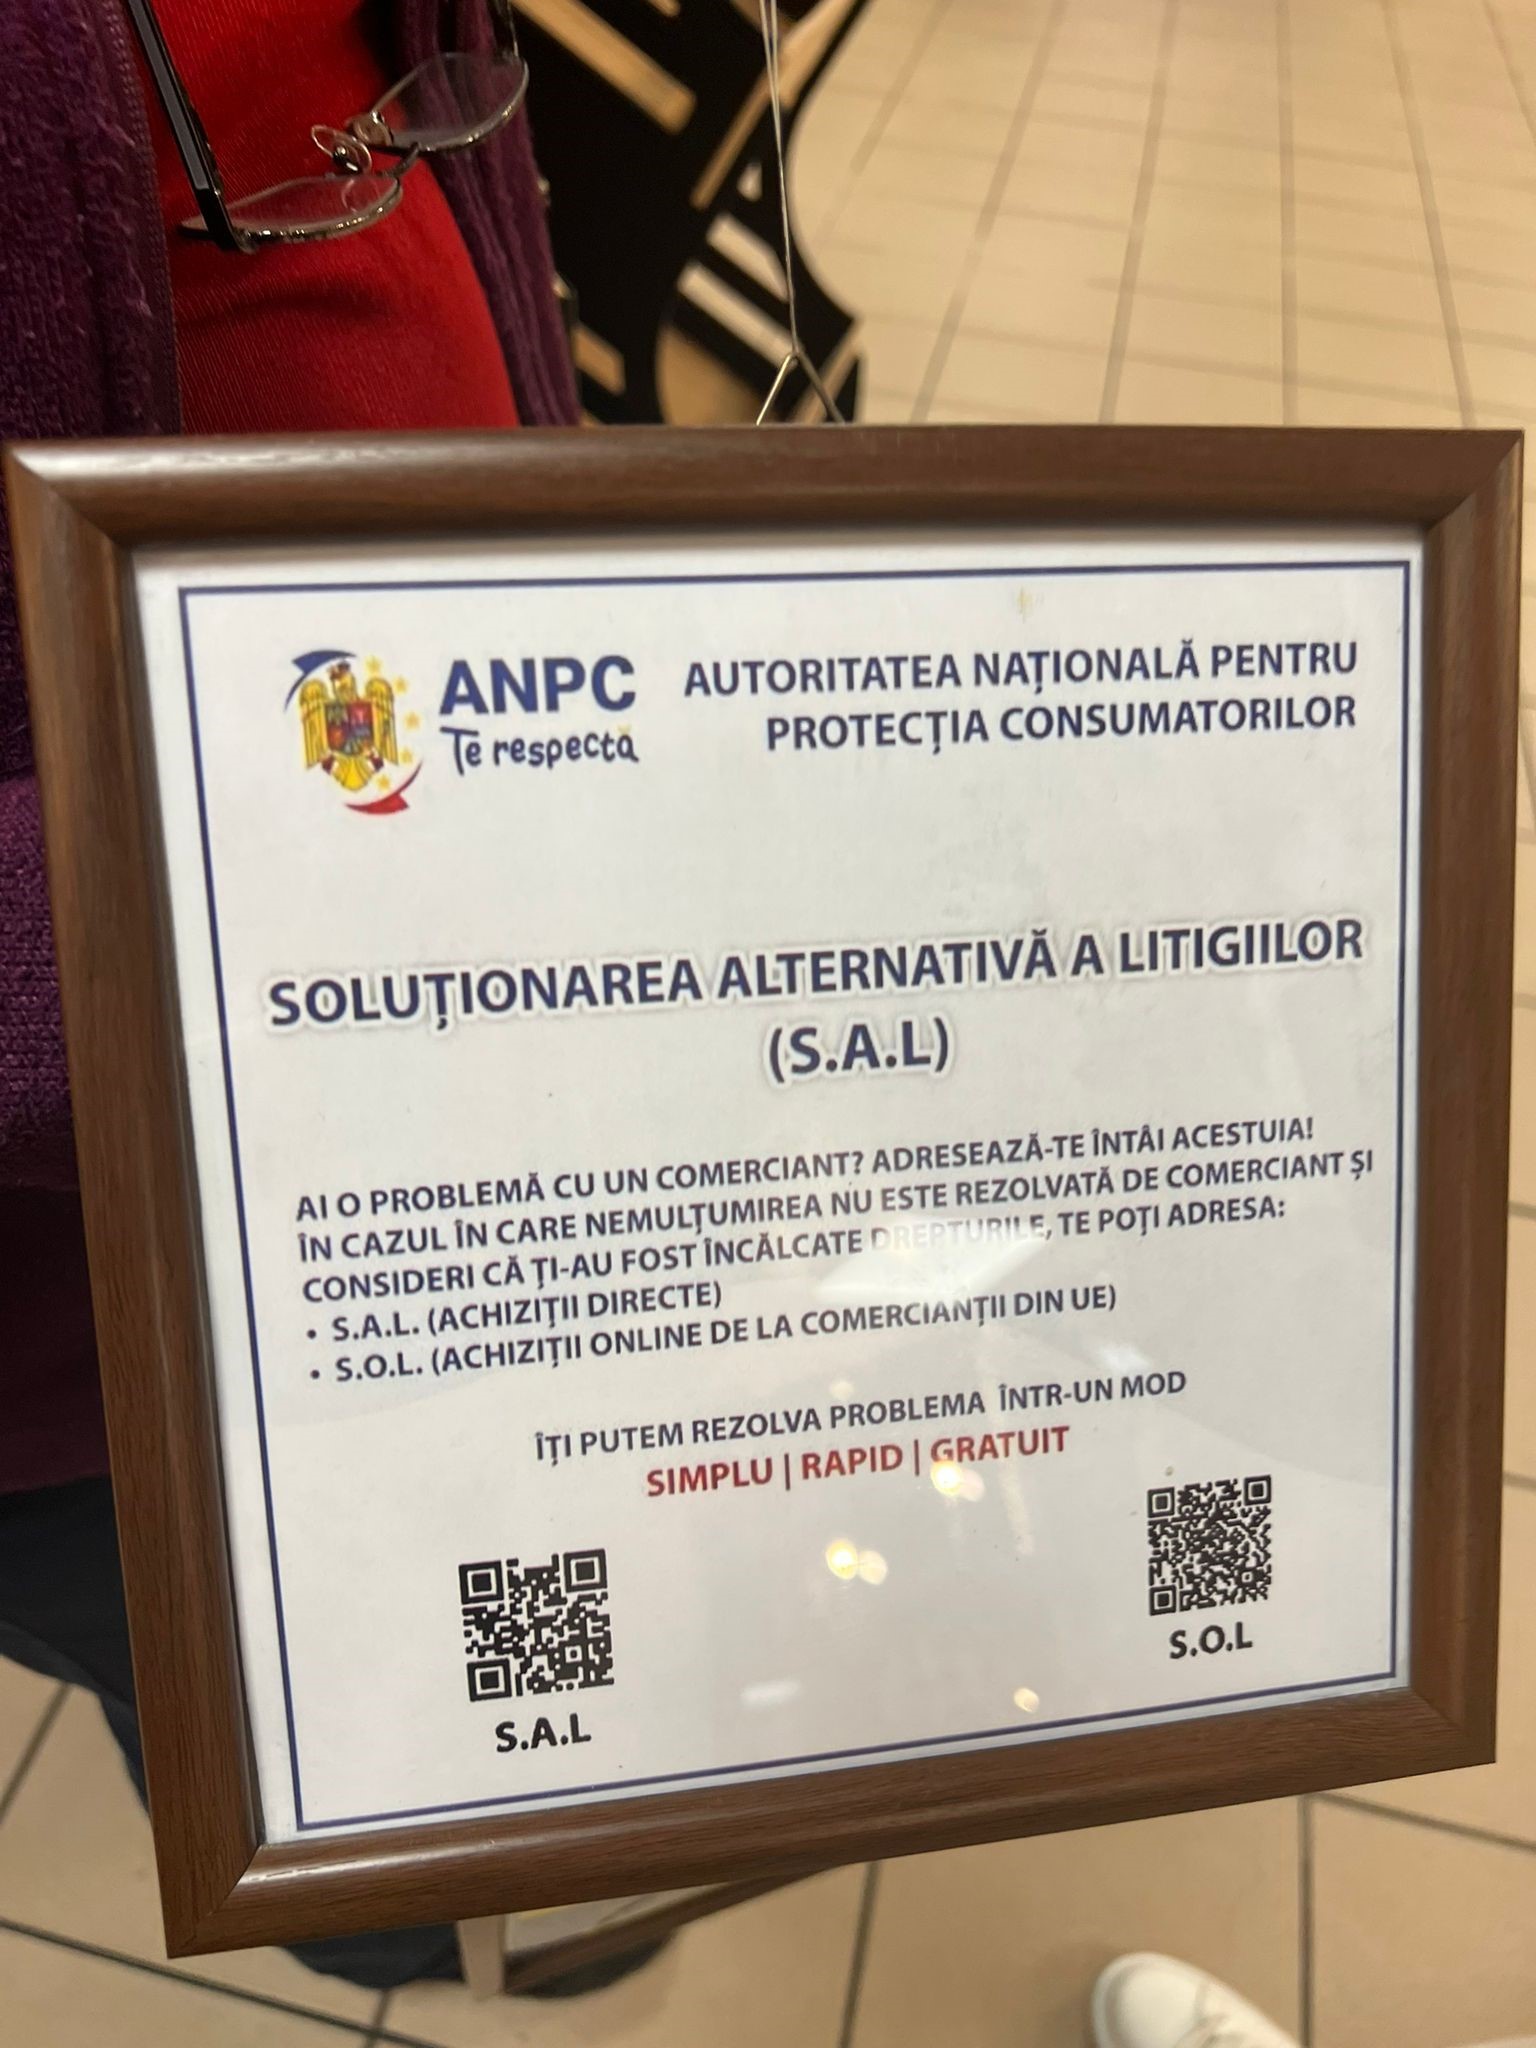 ANPC
Te respectă
AUTORITATEA NAȚIONALĂ PENTRU
PROTECȚIA CONSUMATORILOR
SOLUȚIONAREA ALTERNATIVĂ A LITIGIILOR
(S.A.L)
AI O PROBLEMĂ CU UN COMERCIANT? ADRESEAZĂ-TE ÎNTÂI ACESTUIA!
ÎN CAZUL ÎN CARE NEMULȚUMIREA NU ESTE REZOLVATĂ DE COMERCIANT ȘI
CONSIDERI CĂ ȚI-AU FOST ÎNCĂLCATE DREPTURILE, TE POȚI ADRESA:
• S.A.L. (ACHIZIȚII DIRECTE)
• S.O.L. (ACHIZIȚII ONLINE DE LA COMERCIANȚII DIN UE)
ÎȚI PUTEM REZOLVA PROBLEMA ÎNTR-UN MOD
SIMPLU | RAPID | GRATUIT
S.A.L
S.O.L